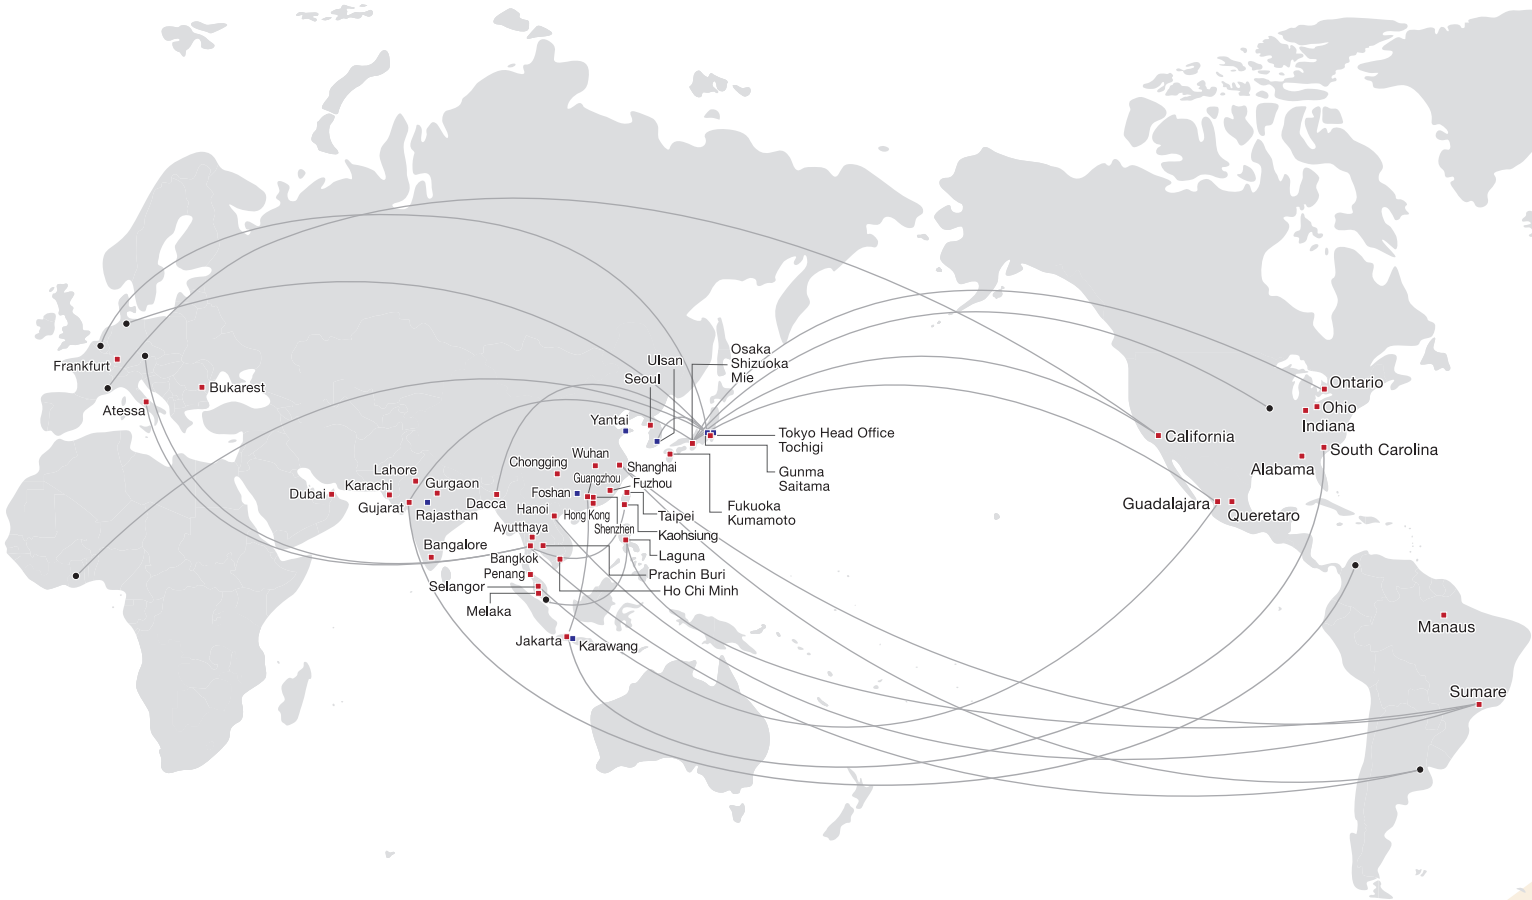 Frankfurt
Bukarest
Atessa
Dubai
Lahore
Karachi
Gurgaon
Gujarat
Rajasthan
Dacca
Bangalore
Ulsan
Seoul
Yantai
Osaka
Shizuoka
Mie
Tokyo Head Office
Tochigi
Gunma
Saitama
Fukuoka
Kumamoto
Wuhan
Chongging
Shanghai
Guangzhou
Fuzhou
Foshan
Hanoi
Hong Kong
Taipei
Shenzhen
Kaohsiung
Ayutthaya
Laguna
Bangkok
Penang
Prachin Buri
Selangor
Ho Chi Minh
Melaka
Jakarta
Karawang
Ontario
Ohio
Indiana
California
South Carolina
Alabama
Guadalajara
Queretaro
Manaus
Sumare